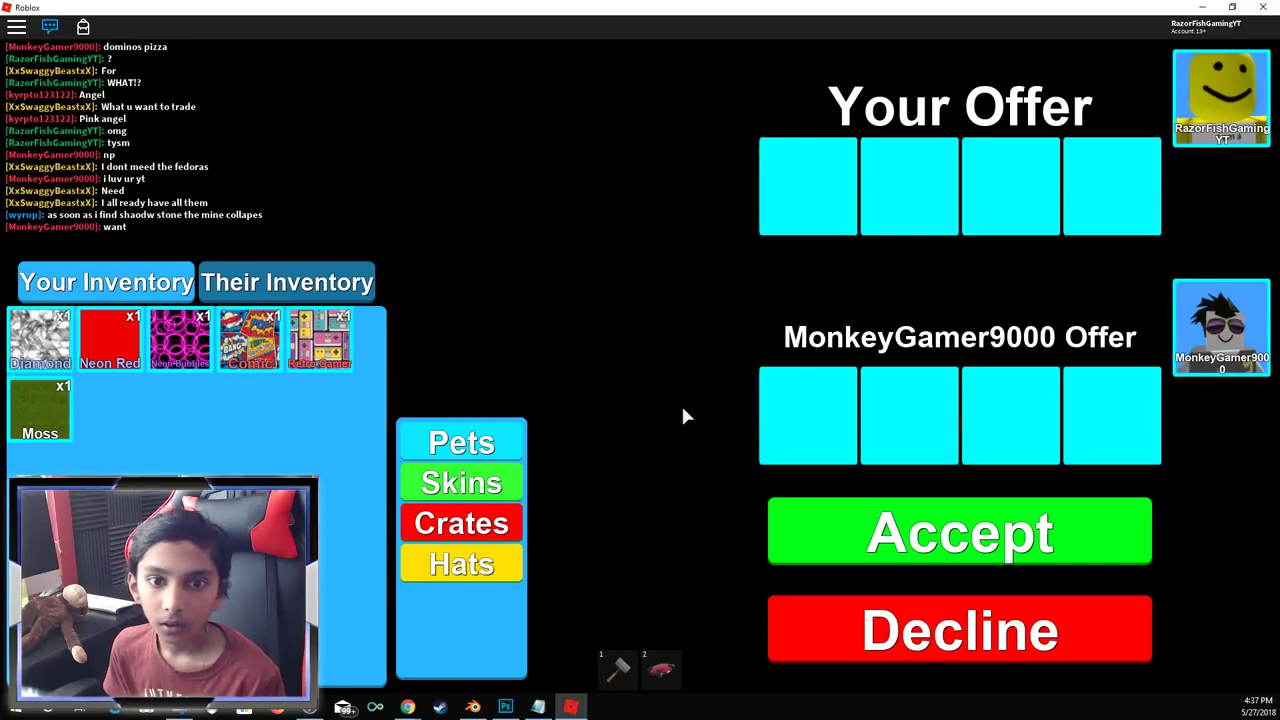 Roblox
RazorFishGamingYT
Account: 13+
[MonkeyGamer9000]: dominos pizza
[RazorFishGamingYT]: ?
[XxSwaggyBeastxX]: For
[RazorFishGamingYT]: WHAT!?
[kyrpto123122]: Angel
[XxSwaggyBeastxX]: What u want to trade
[kyrpto123122]: Pink angel
[RazorFishGamingYT]: omg
[RazorFishGamingYT]: tysm
[MonkeyGamer9000]: np
[XxSwaggyBeastxX]: I dont meed the fedoras
[MonkeyGamer9000]: i luv ur yt
[XxSwaggyBeastxX]: Need
[XxSwaggyBeastxX]: I all ready have all them
[wyrup]: as soon as i find shaodw stone the mine collapes
[MonkeyGamer9000]: want
Your Offer
RazorFishGaming
YT
Your Inventory
Their Inventory
x1 x1 x1 x1 x1
Diamond Neon Red Neon Bubbles Comic Retro Gamer
x1
Moss
MonkeyGamer9000 Offer
MonkeyGamer900
0
Pets
Skins
Crates
Hats
Accept
Decline
1 2
99+
4:37 PM
5/27/2018